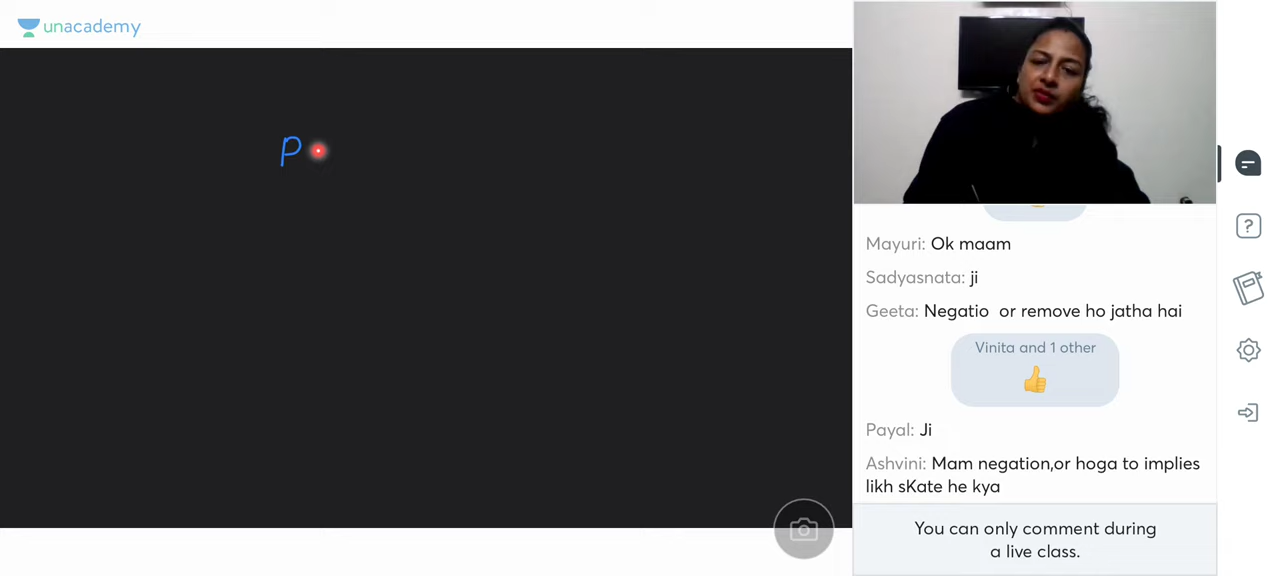 unacademy
P
Mayuri: Ok maam
Sadyasnata: ji
Geeta: Negatio or remove ho jatha hai
Vinita and 1 other
Payal: Ji
Ashvini: Mam negation,or hoga to implies
likh sKate he kya
You can only comment during
a live class.